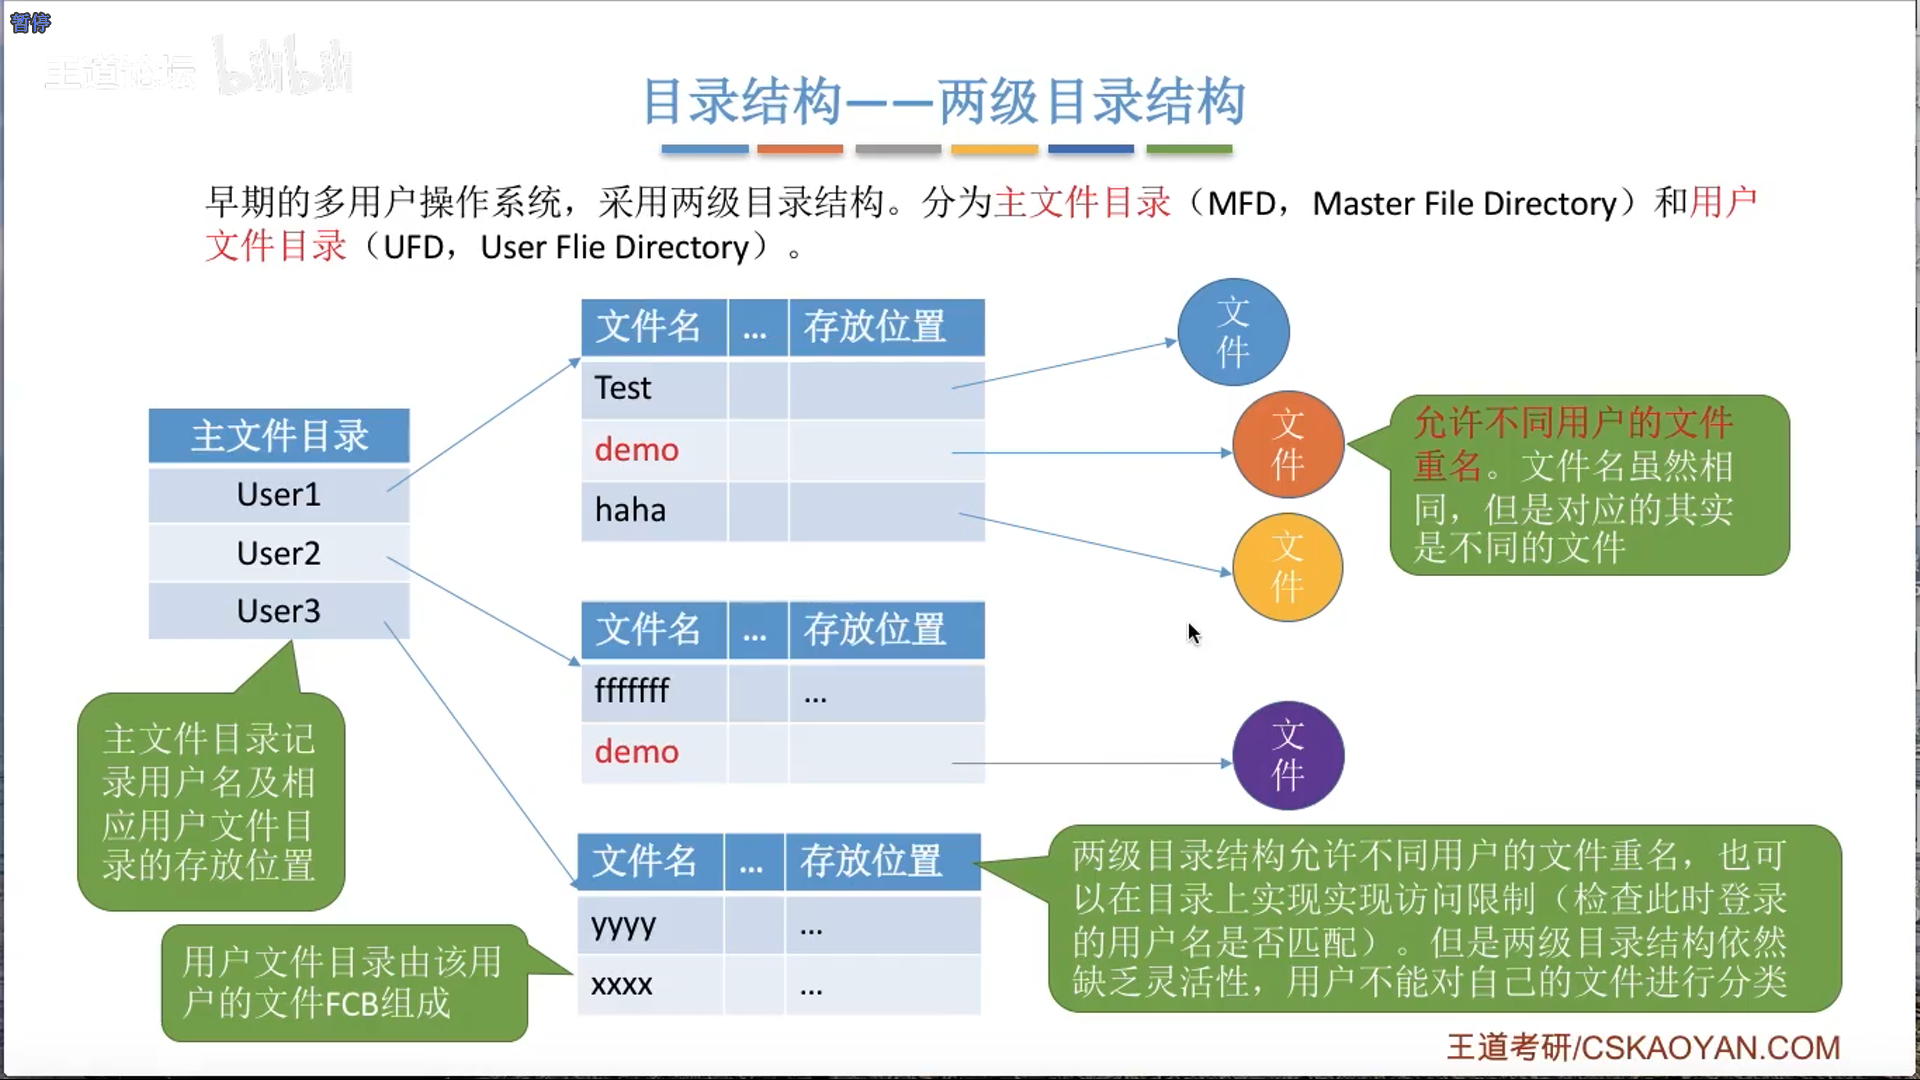 暂停
王道论坛 bilibili
目录结构——两级目录结构
早期的多用户操作系统，采用两级目录结构。分为主文件目录（MFD，Master File Directory）和用户
文件目录（UFD，User Flie Directory）。
主文件目录
User1
User2
User3
文件名 ... 存放位置
Test
demo
haha
文件名 ... 存放位置
fffffff ...
demo
文件名 ... 存放位置
yyyy ...
xxxx ...
文
件
文
件
文
件
文
件
允许不同用户的文件
重名。文件名虽然相
同，但是对应的其实
是不同的文件
主文件目录记
录用户名及相
应用户文件目
录的存放位置
用户文件目录由该用
户的文件FCB组成
两级目录结构允许不同用户的文件重名，也可
以在目录上实现实现访问限制（检查此时登录
的用户名是否匹配）。但是两级目录结构依然
缺乏灵活性，用户不能对自己的文件进行分类
王道考研/CSKAOYAN.COM